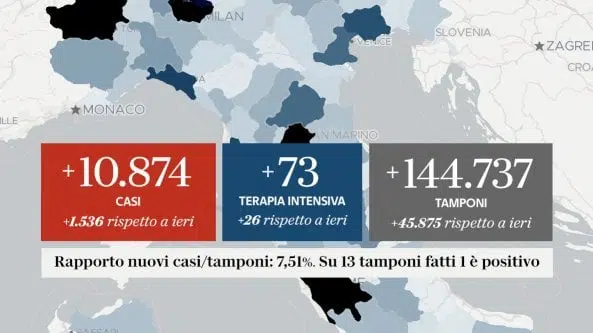 MILAN
SLOVENIA
VENICE
ZAGRE
CRO
MONACO
N MARINO
+10.874
CASI
+1.536 rispetto a ieri
+73
TERAPIA INTENSIVA
+26 rispetto a ieri
+144.737
TAMPONI
+45.875 rispetto a ieri
Rapporto nuovi casi/tamponi: 7,51%. Su 13 tamponi fatti 1 è positivo
SASSARI